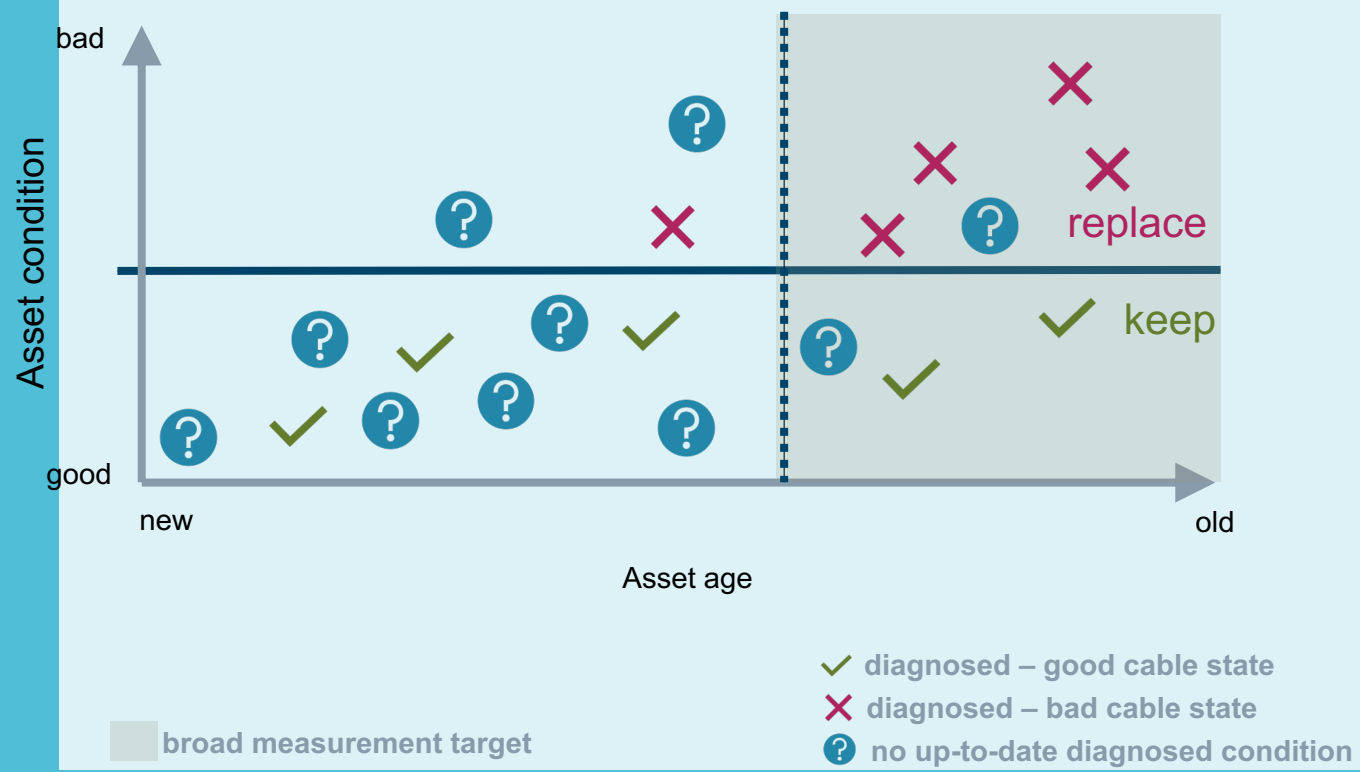 bad
Asset condition
replace
keep
good
new
old
Asset age
diagnosed – good cable state
diagnosed – bad cable state
broad measurement target
no up-to-date diagnosed condition